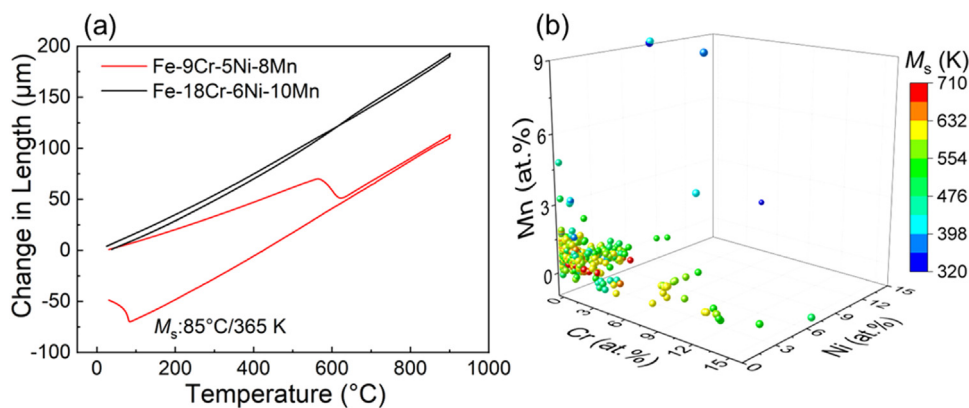 (a)
200
150
100
50
0
-50
-100
Change in Length (μm)
Fe-9Cr-5Ni-8Mn
Fe-18Cr-6Ni-10Mn
Ms:85°C/365 K
0 200 400 600 800 1000
Temperature (°C)
(b)
9
6
3
0
Mn (at.%)
0 3 6 9 12 15
Cr (at.%)
0 3 6 9 12 15
Ni (at.%)
Ms (K)
710
632
554
476
398
320